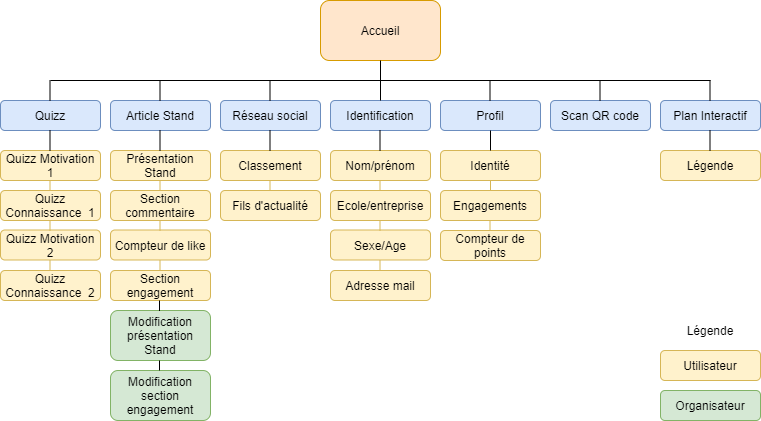 Accueil
Quizz
Article Stand
Réseau social
Identification
Profil
Scan QR code
Plan Interactif
Quizz Motivation
1
Quizz
Connaissance  1
Quizz Motivation
2
Quizz
Connaissance  2
Présentation
Stand
Section
commentaire
Compteur de like
Section
engagement
Modification
présentation
Stand
Modification
section
engagement
Classement
Fils d'actualité
Nom/prénom
Ecole/entreprise
Sexe/Age
Adresse mail
Identité
Engagements
Compteur de
points
Légende
Légende
Utilisateur
Organisateur